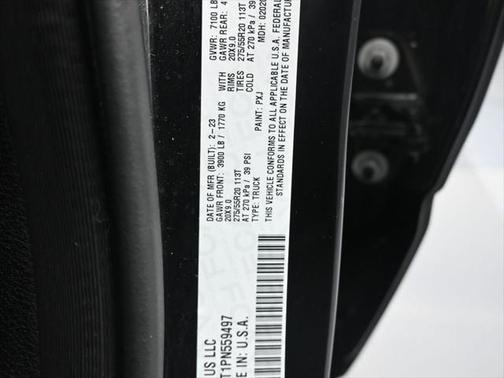 US LLC
DATE OF MFR (BUILT): 2-23 GVWR: 7100 LB
GAWR FRONT: 3900 LB / 1770 KG WITH GAWR REAR: 4
20X9.0 RIMS 20X9.0
275/55R20 113T TIRES 275/55R20 113T
AT 270 kPa / 39 PSI COLD AT 270 kPa / 39
TYPE: TRUCK PAINT: PXJ MDH:
THIS VEHICLE CONFORMS TO ALL APPLICABLE U.S.A. FEDERAL
STANDARDS IN EFFECT ON THE DATE OF MANUFACTUR
T1PN559497
E IN: U.S.A.